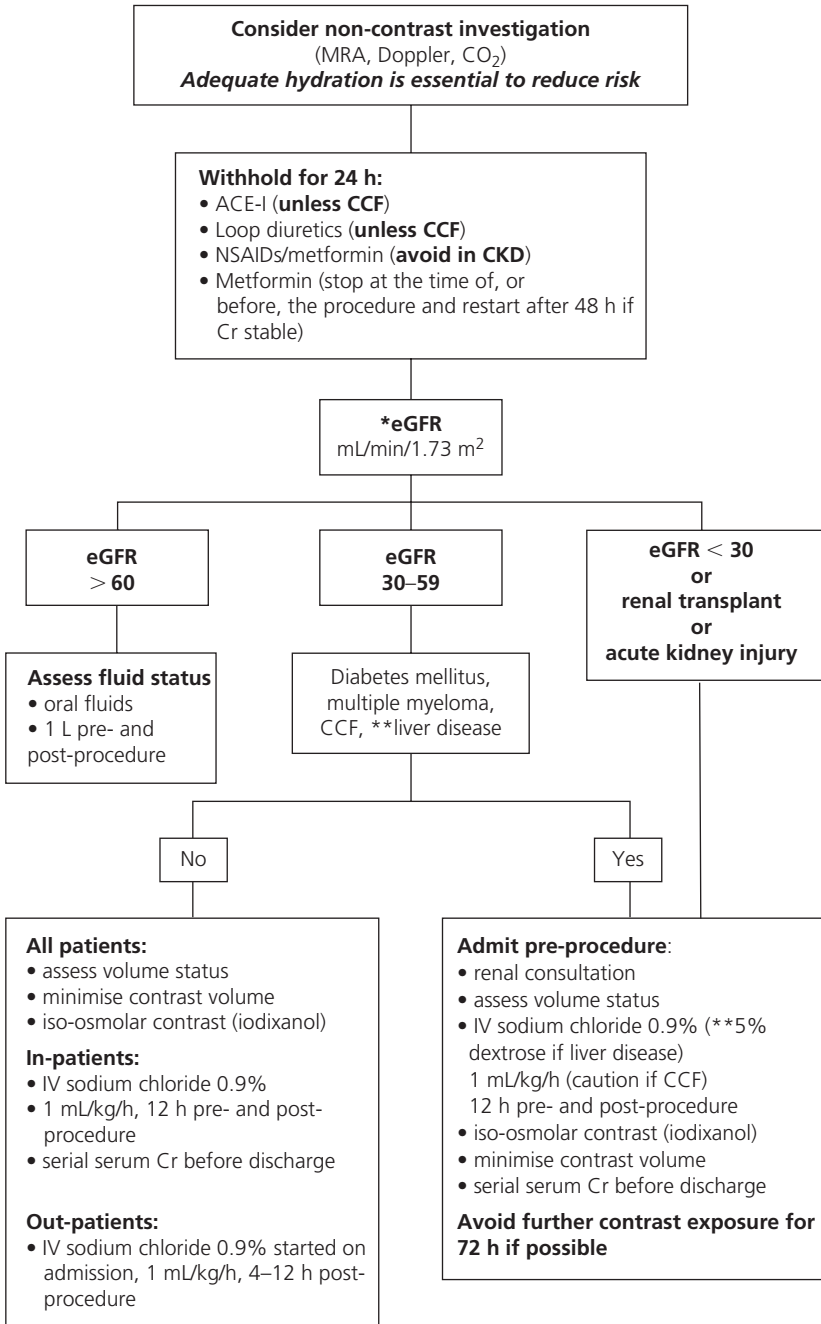 Consider non-contrast investigation
(MRA, Doppler, CO₂)
Adequate hydration is essential to reduce risk
Withhold for 24 h:
• ACE-I (unless CCF)
• Loop diuretics (unless CCF)
• NSAIDs/metformin (avoid in CKD)
• Metformin (stop at the time of, or
before, the procedure and restart after 48 h if
Cr stable)
*eGFR
mL/min/1.73 m²
eGFR
> 60
eGFR
30–59
eGFR < 30
or
renal transplant
or
acute kidney injury
Assess fluid status
• oral fluids
• 1 L pre- and
post-procedure
Diabetes mellitus,
multiple myeloma,
CCF, **liver disease
No
Yes
All patients:
• assess volume status
• minimise contrast volume
• iso-osmolar contrast (iodixanol)
In-patients:
• IV sodium chloride 0.9%
• 1 mL/kg/h, 12 h pre- and post-
procedure
• serial serum Cr before discharge
Out-patients:
• IV sodium chloride 0.9% started on
admission, 1 mL/kg/h, 4–12 h post-
procedure
Admit pre-procedure:
• renal consultation
• assess volume status
• IV sodium chloride 0.9% (**5%
dextrose if liver disease)
1 mL/kg/h (caution if CCF)
12 h pre- and post-procedure
• iso-osmolar contrast (iodixanol)
• minimise contrast volume
• serial serum Cr before discharge
Avoid further contrast exposure for
72 h if possible